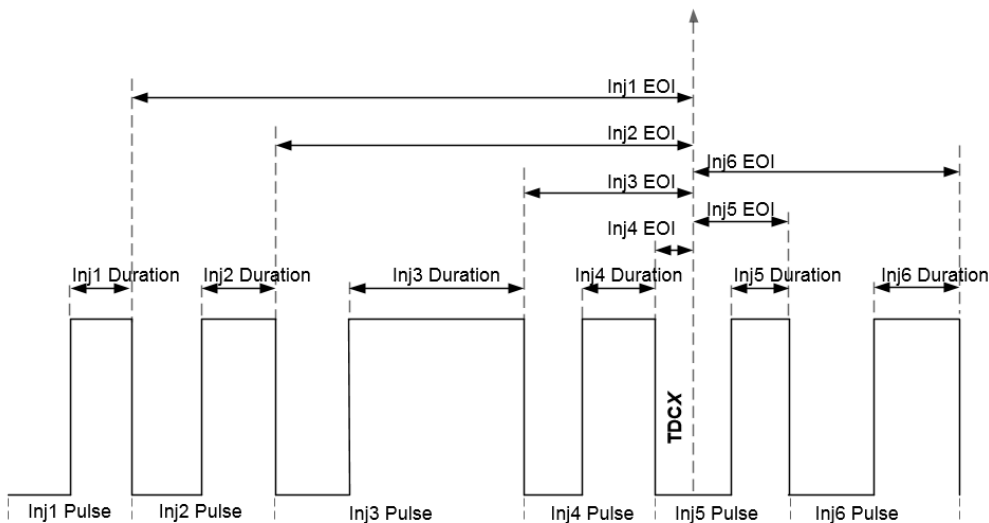 Inj1 EOI
Inj2 EOI
Inj6 EOI
Inj3 EOI
Inj5 EOI
Inj4 EOI
Inj1 Duration
Inj2 Duration
Inj3 Duration
Inj4 Duration
Inj5 Duration
Inj6 Duration
TDCX
Inj1 Pulse
Inj2 Pulse
Inj3 Pulse
Inj4 Pulse
Inj5 Pulse
Inj6 Pulse